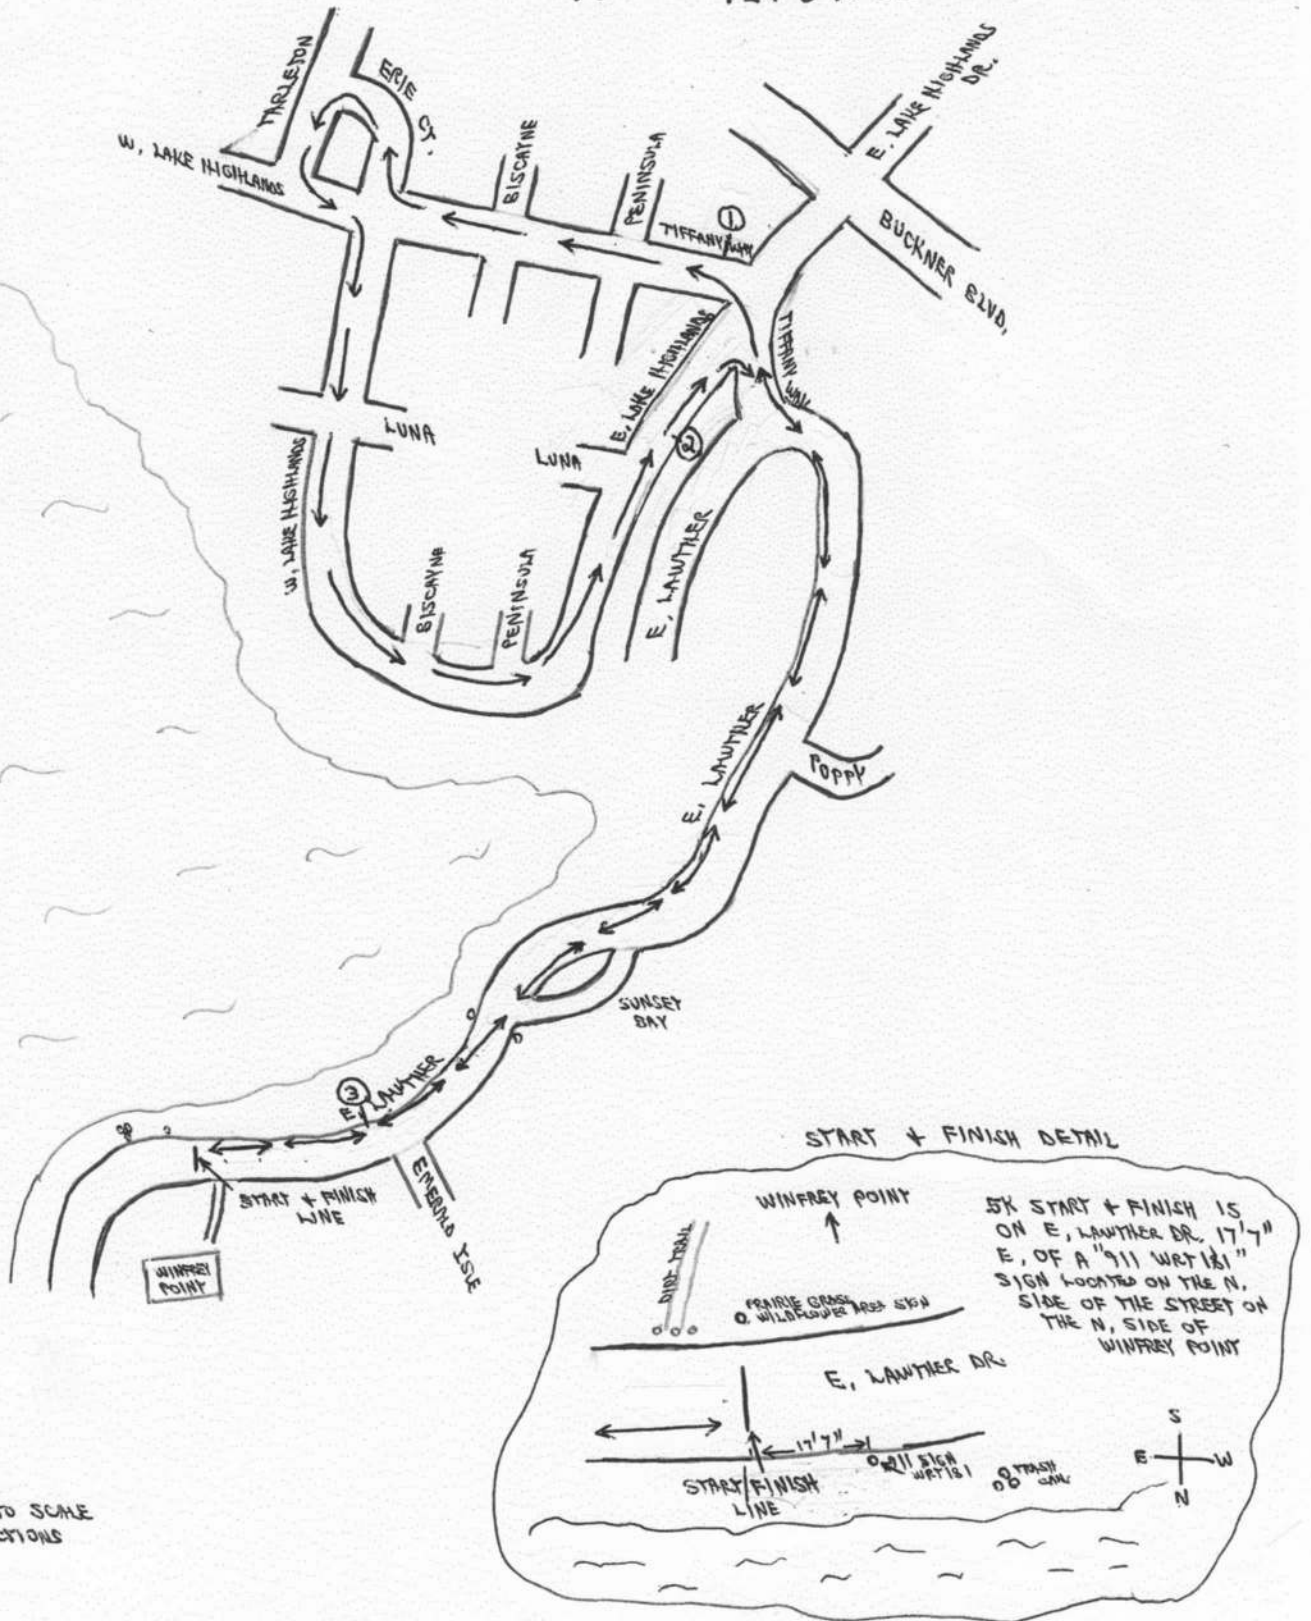 TARLETON
ERIE CT.
W. LAKE HIGHLANDS
BISCAYNE
PENINSULA
TIFFANY WAY
1
E. LAKE HIGHLANDS
DR.
BUCKNER BLVD.
TIFFANY WAY
E. LAKE HIGHLANDS
2
LUNA
LUNA
W. LAKE HIGHLANDS
BISCAYNE
PENINSULA
E. LAWTHER
E. LAWTHER
POPPY
SUNSET
BAY
3
E. LAWTHER
EMERALD ISLE
START & FINISH
LINE
WINFREY
POINT
START & FINISH DETAIL
WINFREY POINT
5K START & FINISH IS
ON E. LAWTHER DR. 17'7"
E. OF A "911 WRT181"
SIGN LOCATED ON THE N.
SIDE OF THE STREET ON
THE N. SIDE OF
WINFREY POINT
DIRT TRAIL
PRAIRIE GRASS
WILDFLOWER AREA SIGN
E. LAWTHER DR.
17'7"
911 SIGN
WRT181
TRASH
CAN
START/FINISH
LINE
S
E W
N
TO SCALE